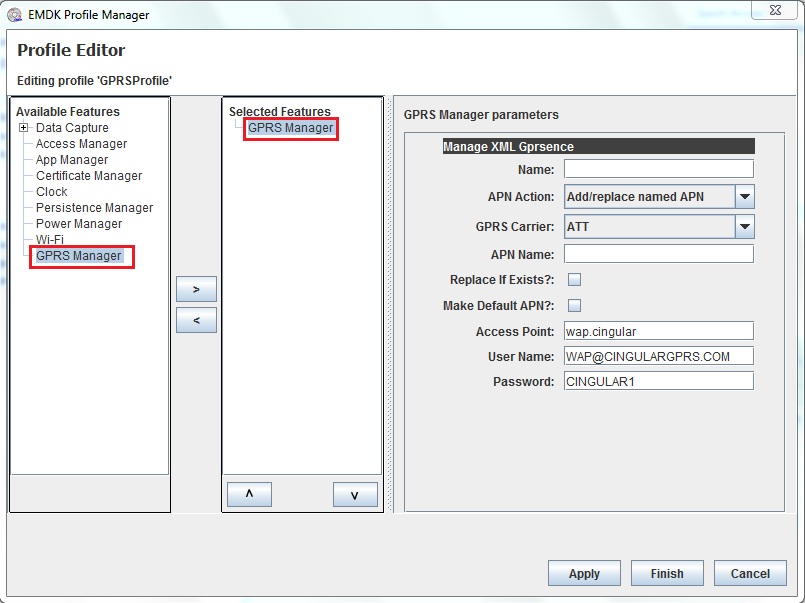 EMDK Profile Manager
Profile Editor
Editing profile 'GPRSProfile'
Available Features
Data Capture
Access Manager
App Manager
Certificate Manager
Clock
Persistence Manager
Power Manager
Wi-Fi
GPRS Manager
>
<
Selected Features
GPRS Manager
^
v
GPRS Manager parameters
Manage XML Gprsence
Name:
APN Action: Add/replace named APN
GPRS Carrier: ATT
APN Name:
Replace If Exists?:
Make Default APN?:
Access Point: wap.cingular
User Name: WAP@CINGULARGPRS.COM
Password: CINGULAR1
Apply Finish Cancel